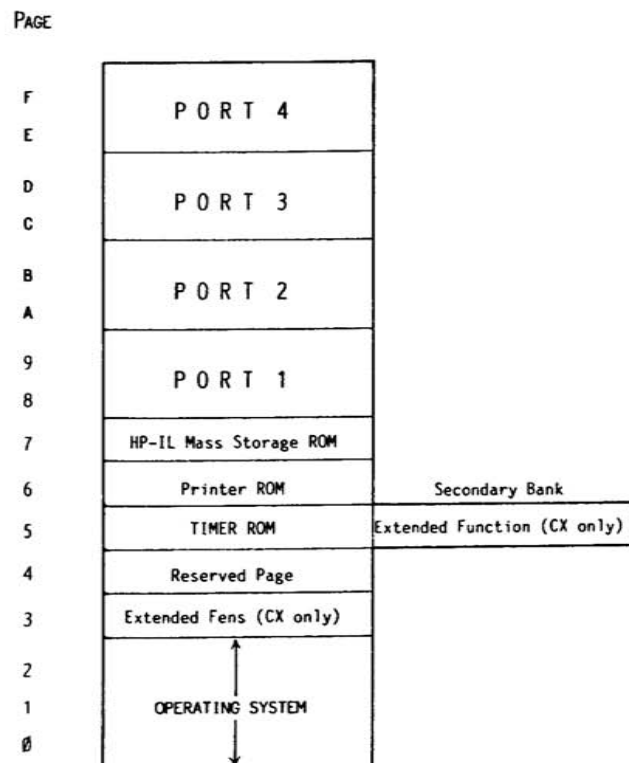 PAGE
F
PORT 4
E
D
PORT 3
C
B
PORT 2
A
9
PORT 1
8
7 HP-IL Mass Storage ROM
6 Printer ROM Secondary Bank
5 TIMER ROM Extended Function (CX only)
4 Reserved Page
3 Extended Fcns (CX only)
2
1 OPERATING SYSTEM
Ø